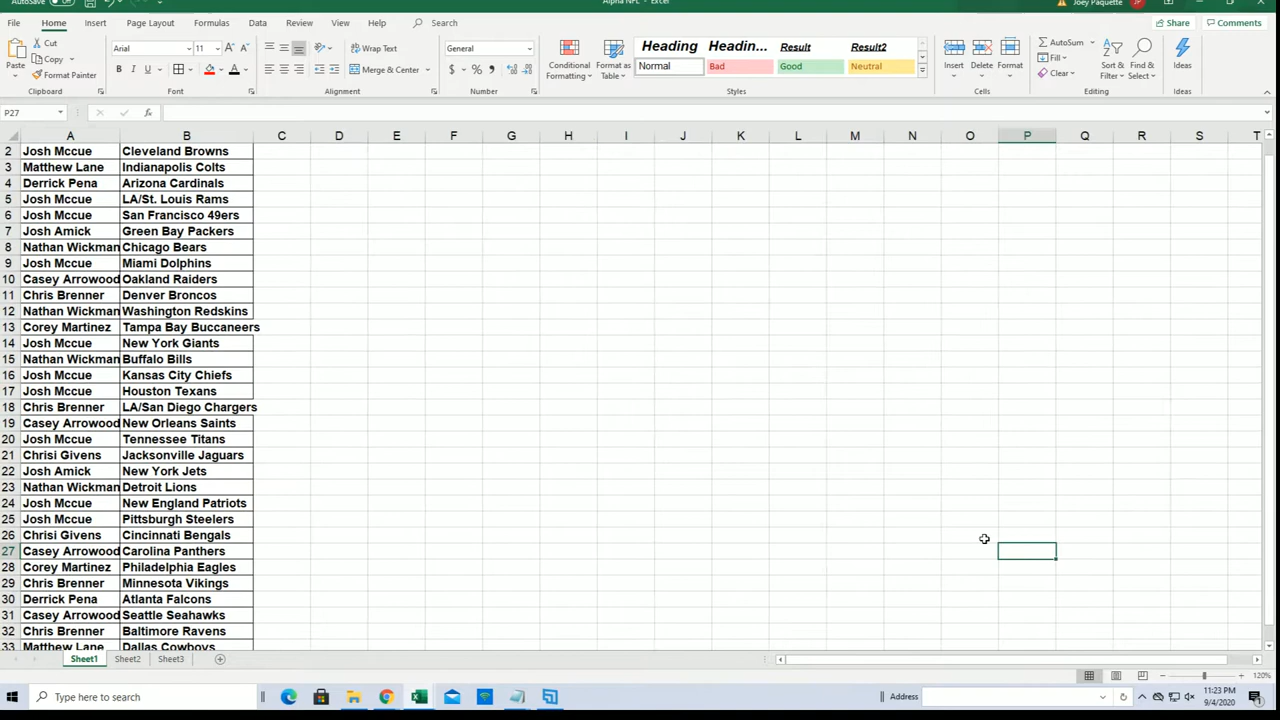 AutoSave Off Alpha NFL - Excel Joey Paquette JP
File Home Insert Page Layout Formulas Data Review View Help Search Share Comments
Cut Arial 11 Wrap Text General Heading Headin... Result Result2 AutoSum
Copy Fill
Paste Format Painter B I U Merge & Center $ % Conditional Formatting Format as Table Normal Bad Good Neutral Insert Delete Format Clear Sort & Filter Find & Select Ideas
Clipboard Font Alignment Number Styles Cells Editing Ideas
P27 fx
A B C D E F G H I J K L M N O P Q R S T
2 Josh Mccue Cleveland Browns
3 Matthew Lane Indianapolis Colts
4 Derrick Pena Arizona Cardinals
5 Josh Mccue LA/St. Louis Rams
6 Josh Mccue San Francisco 49ers
7 Josh Amick Green Bay Packers
8 Nathan Wickman Chicago Bears
9 Josh Mccue Miami Dolphins
10 Casey Arrowood Oakland Raiders
11 Chris Brenner Denver Broncos
12 Nathan Wickman Washington Redskins
13 Corey Martinez Tampa Bay Buccaneers
14 Josh Mccue New York Giants
15 Nathan Wickman Buffalo Bills
16 Josh Mccue Kansas City Chiefs
17 Josh Mccue Houston Texans
18 Chris Brenner LA/San Diego Chargers
19 Casey Arrowood New Orleans Saints
20 Josh Mccue Tennessee Titans
21 Chrisi Givens Jacksonville Jaguars
22 Josh Amick New York Jets
23 Nathan Wickman Detroit Lions
24 Josh Mccue New England Patriots
25 Josh Mccue Pittsburgh Steelers
26 Chrisi Givens Cincinnati Bengals
27 Casey Arrowood Carolina Panthers
28 Corey Martinez Philadelphia Eagles
29 Chris Brenner Minnesota Vikings
30 Derrick Pena Atlanta Falcons
31 Casey Arrowood Seattle Seahawks
32 Chris Brenner Baltimore Ravens
33 Matthew Lane Dallas Cowboys
Sheet1 Sheet2 Sheet3
120%
Type here to search Address 11:23 PM
9/4/2020